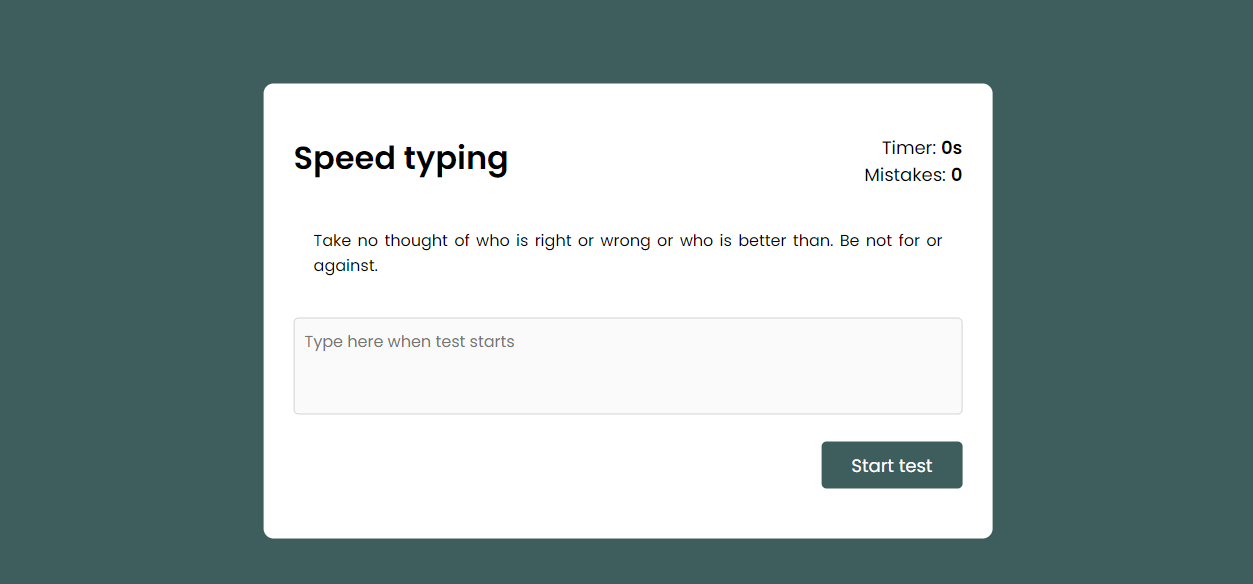 Speed typing
Timer: 0s
Mistakes: 0
Take no thought of who is right or wrong or who is better than. Be not for or
against.
Type here when test starts
Start test